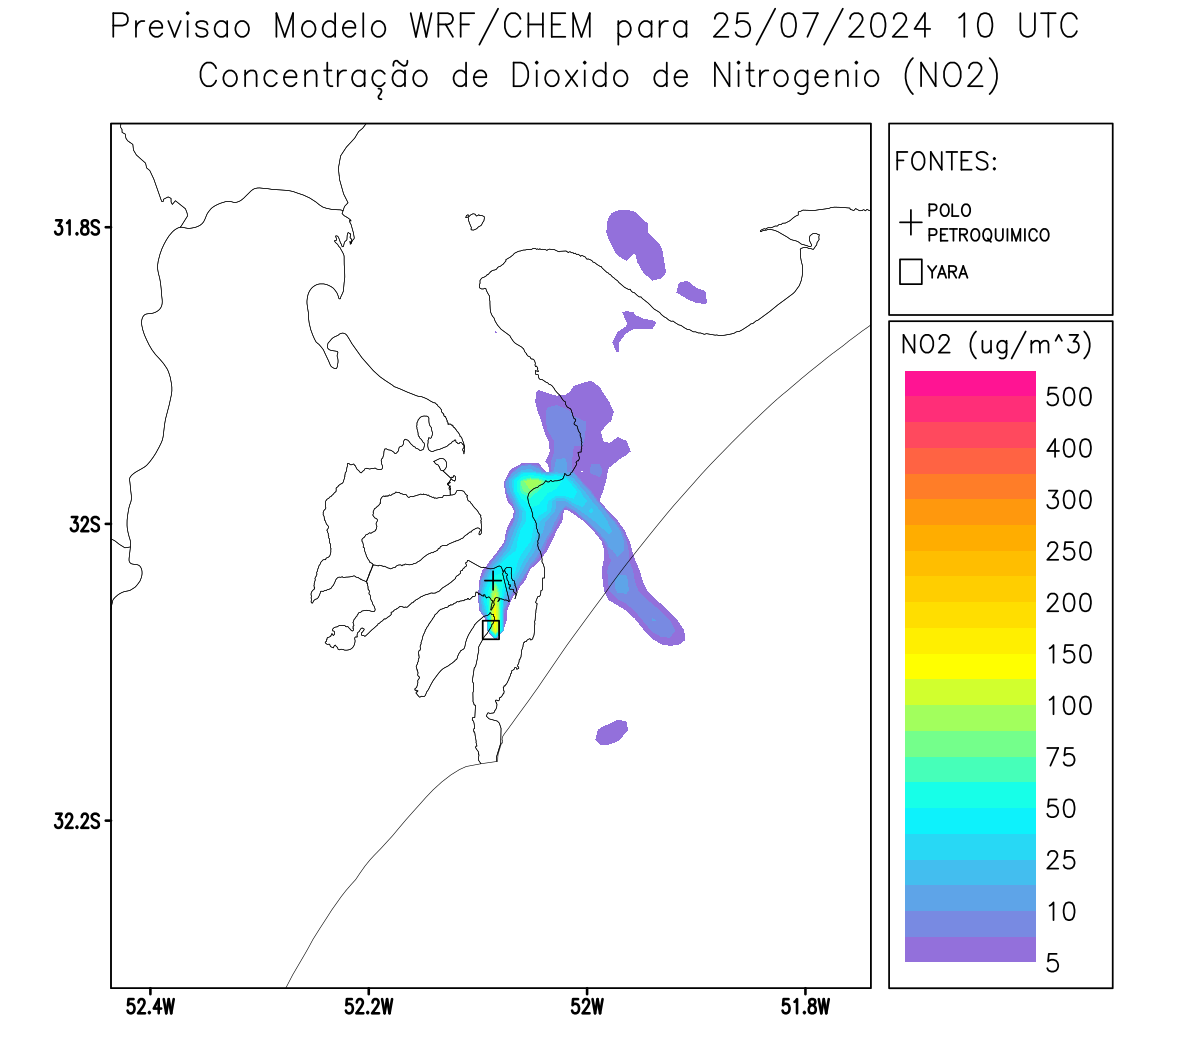 Previsao Modelo WRF/CHEM para 25/07/2024 10 UTC
Concentração de Dioxido de Nitrogenio (NO2)
FONTES:
POLO
PETROQUIMICO
YARA
NO2 (ug/m^3)
500
400
300
250
200
150
100
75
50
25
10
5
31.8S
32S
32.2S
52.4W
52.2W
52W
51.8W